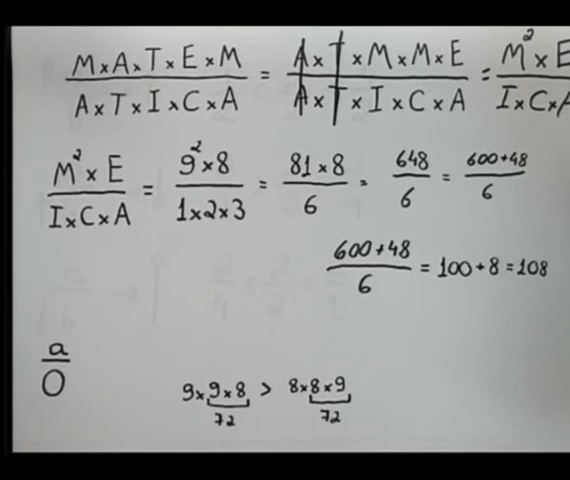 M×A×T×E×M / A×T×I×C×A = A×T×M×M×E / A×T×I×C×A = M²×E / I×C×A
M²×E / I×C×A = 9²×8 / 1×2×3 = 81×8 / 6 = 648 / 6 = 600+48 / 6
600+48 / 6 = 100+8=108
a / 0
9×9×8 > 8×8×9
72 72